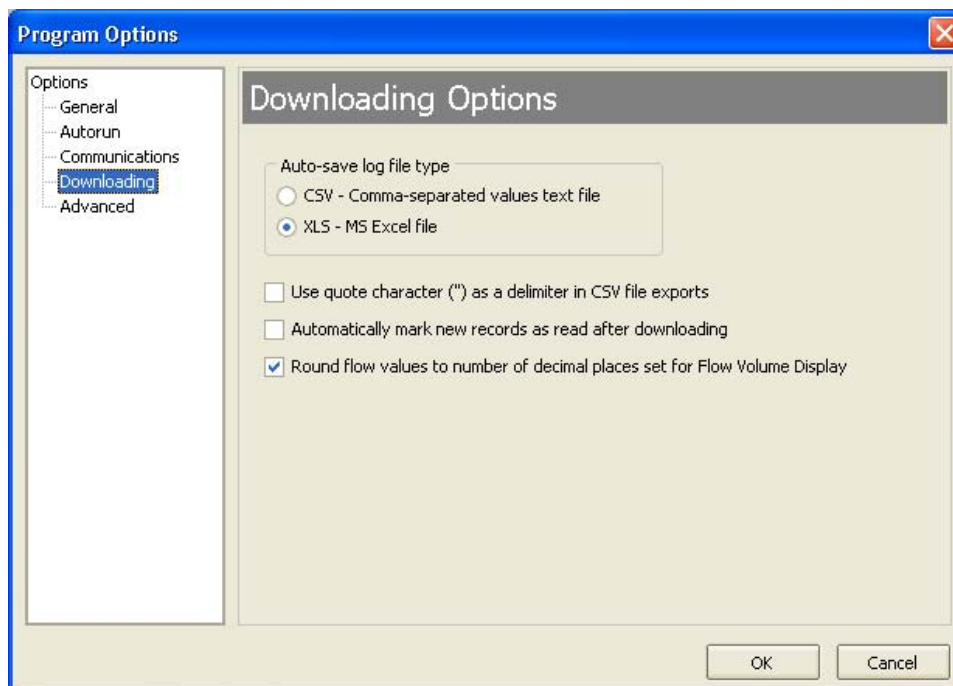 Program Options
Options
General
Autorun
Communications
Downloading
Advanced
Downloading Options
Auto-save log file type
CSV - Comma-separated values text file
XLS - MS Excel file
Use quote character (") as a delimiter in CSV file exports
Automatically mark new records as read after downloading
Round flow values to number of decimal places set for Flow Volume Display
OK
Cancel